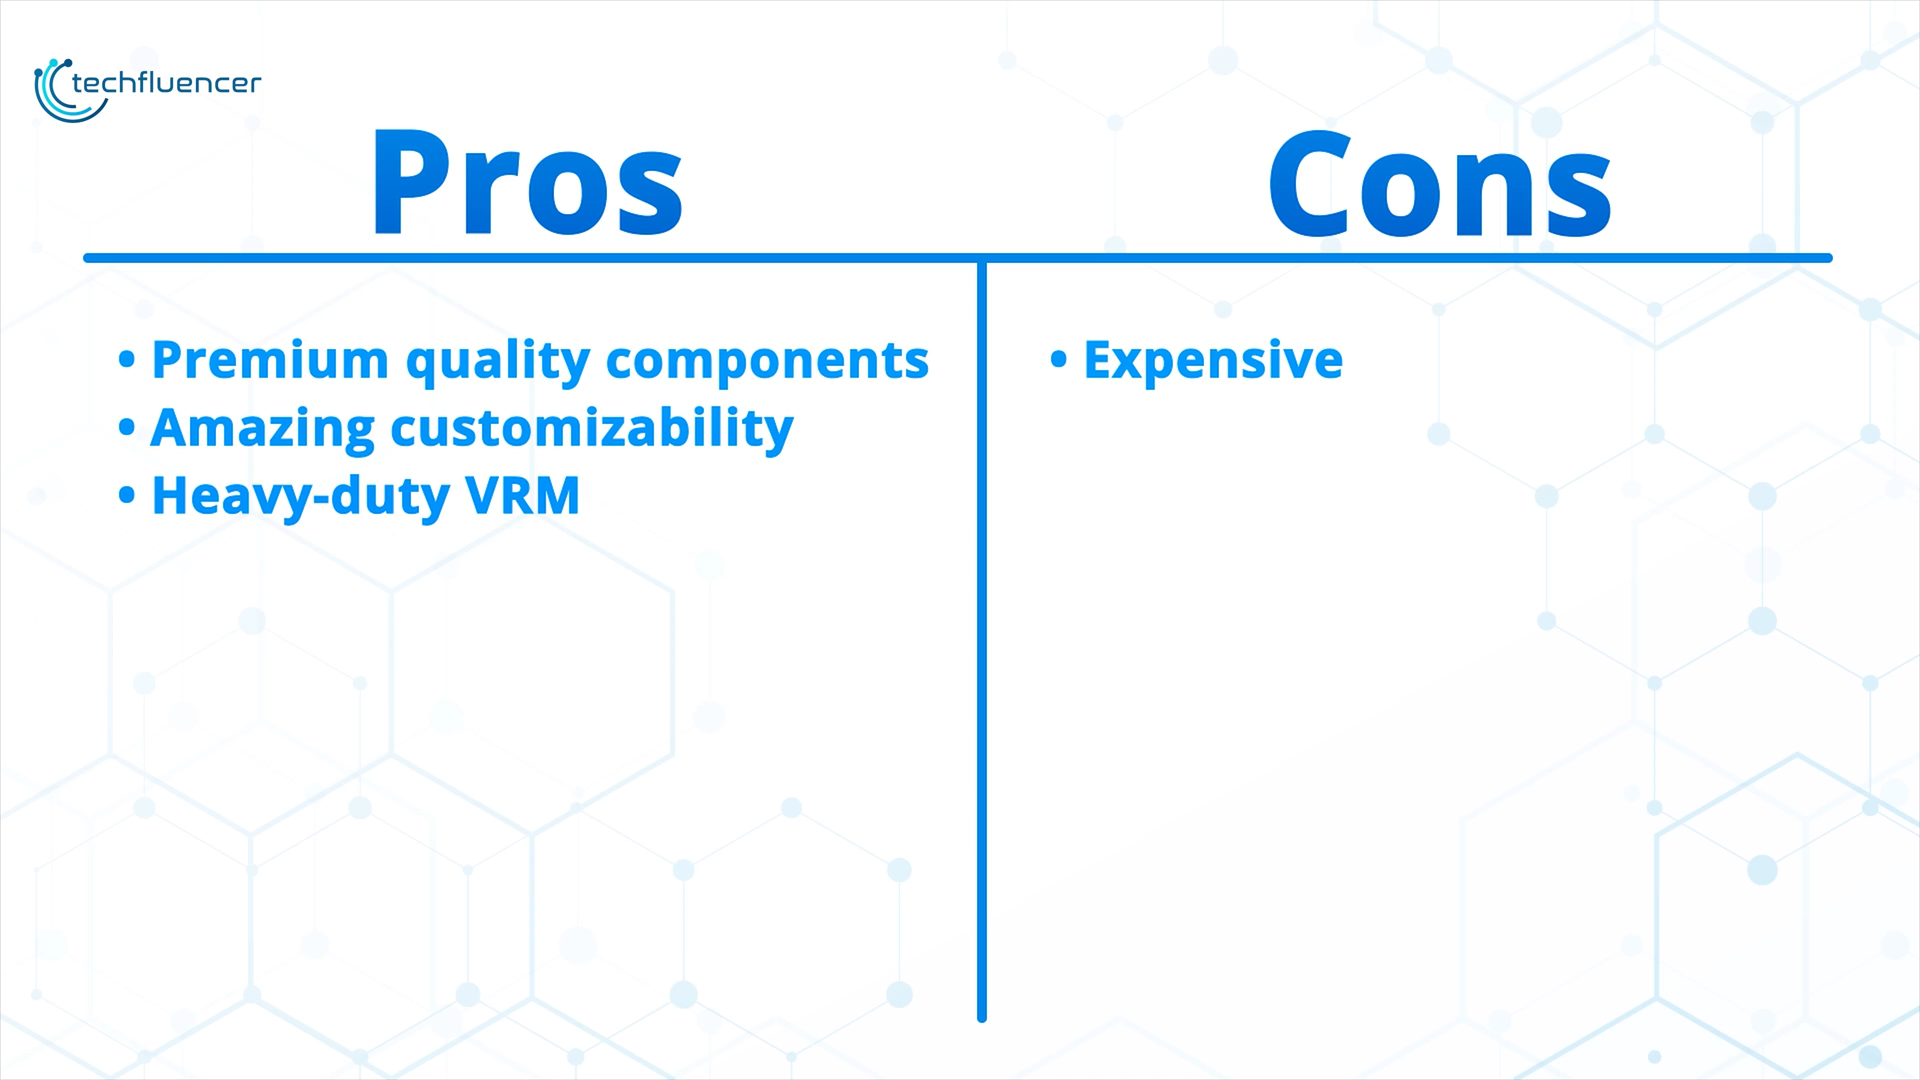 techfluencer
Pros
Cons
• Premium quality components
• Amazing customizability
• Heavy-duty VRM
• Expensive